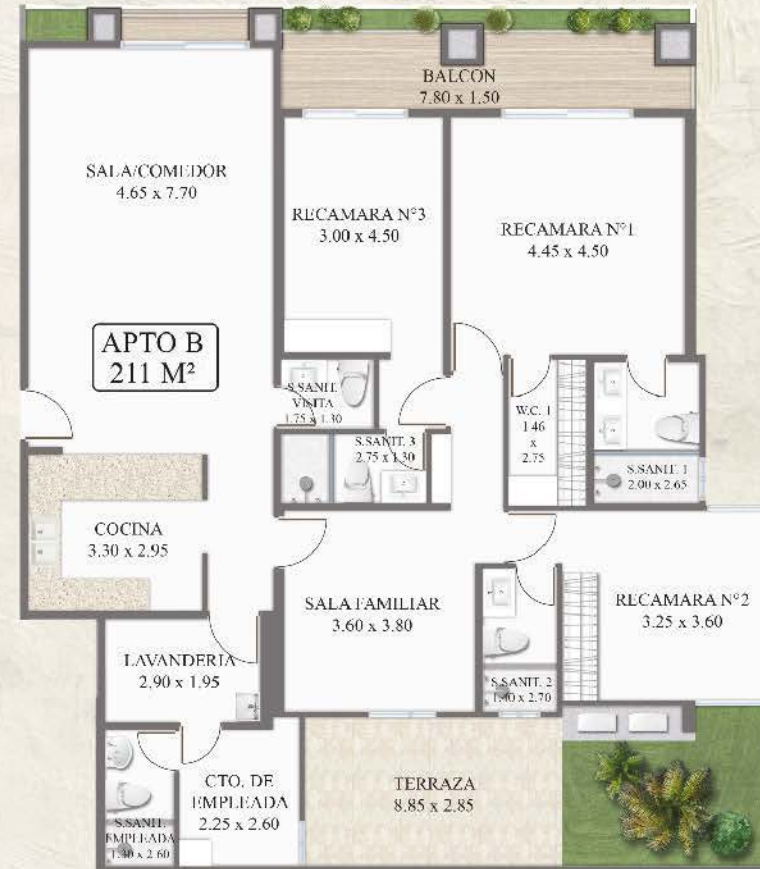 BALCON
7.80 x 1.50
SALA/COMEDOR
4.65 x 7.70
RECAMARA N°3
3.00 x 4.50
RECAMARA N°1
4.45 x 4.50
APTO B
211 M²
S.SANIT.
VISITA
1.75 x 1.30
W.C. 1
1.46
x
2.75
S.SANIT. 3
2.75 x 1.30
S.SANIT. 1
2.00 x 2.65
COCINA
3.30 x 2.95
SALA FAMILIAR
3.60 x 3.80
RECAMARA N°2
3.25 x 3.60
LAVANDERIA
2.90 x 1.95
S.SANIT. 2
1.40 x 2.70
CTO. DE
EMPLEADA
2.25 x 2.60
TERRAZA
8.85 x 2.85
S.SANIT.
EMPLEADA
1.30 x 2.60